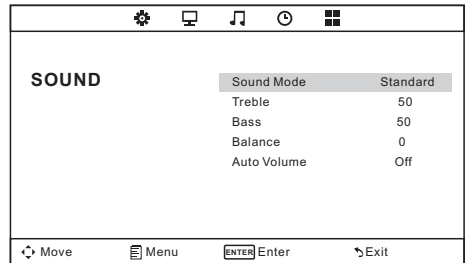 SOUND
Sound Mode Standard
Treble 50
Bass 50
Balance 0
Auto Volume Off
Move Menu ENTER Enter Exit